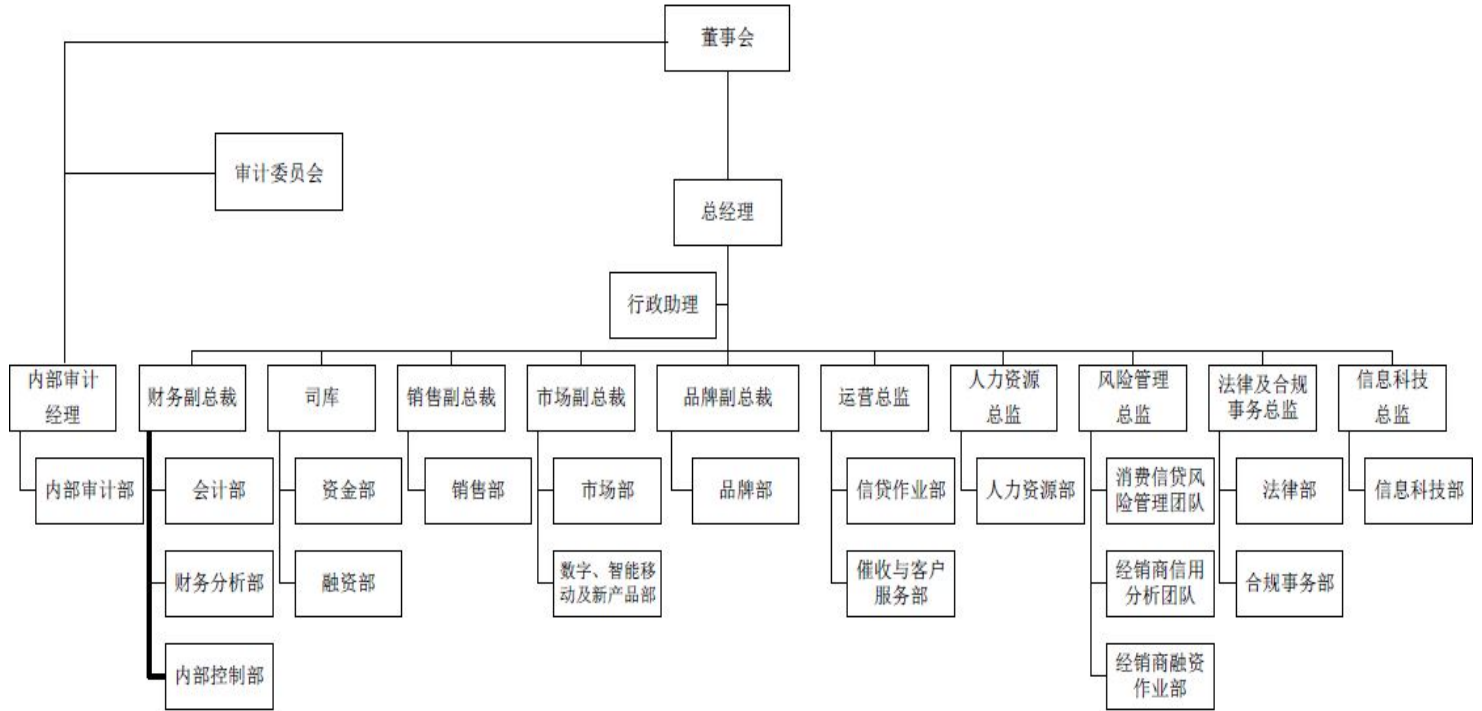 董事会
审计委员会
总经理
行政助理
内部审计
经理
财务副总裁
司库
销售副总裁
市场副总裁
品牌副总裁
运营总监
人力资源
总监
风险管理
总监
法律及合规
事务总监
信息科技
总监
内部审计部
会计部
资金部
销售部
市场部
品牌部
信贷作业部
人力资源部
消费信贷风
险管理团队
法律部
信息科技部
财务分析部
融资部
数字、智能移
动及新产品部
催收与客户
服务部
经销商信用
分析团队
合规事务部
内部控制部
经销商融资
作业部